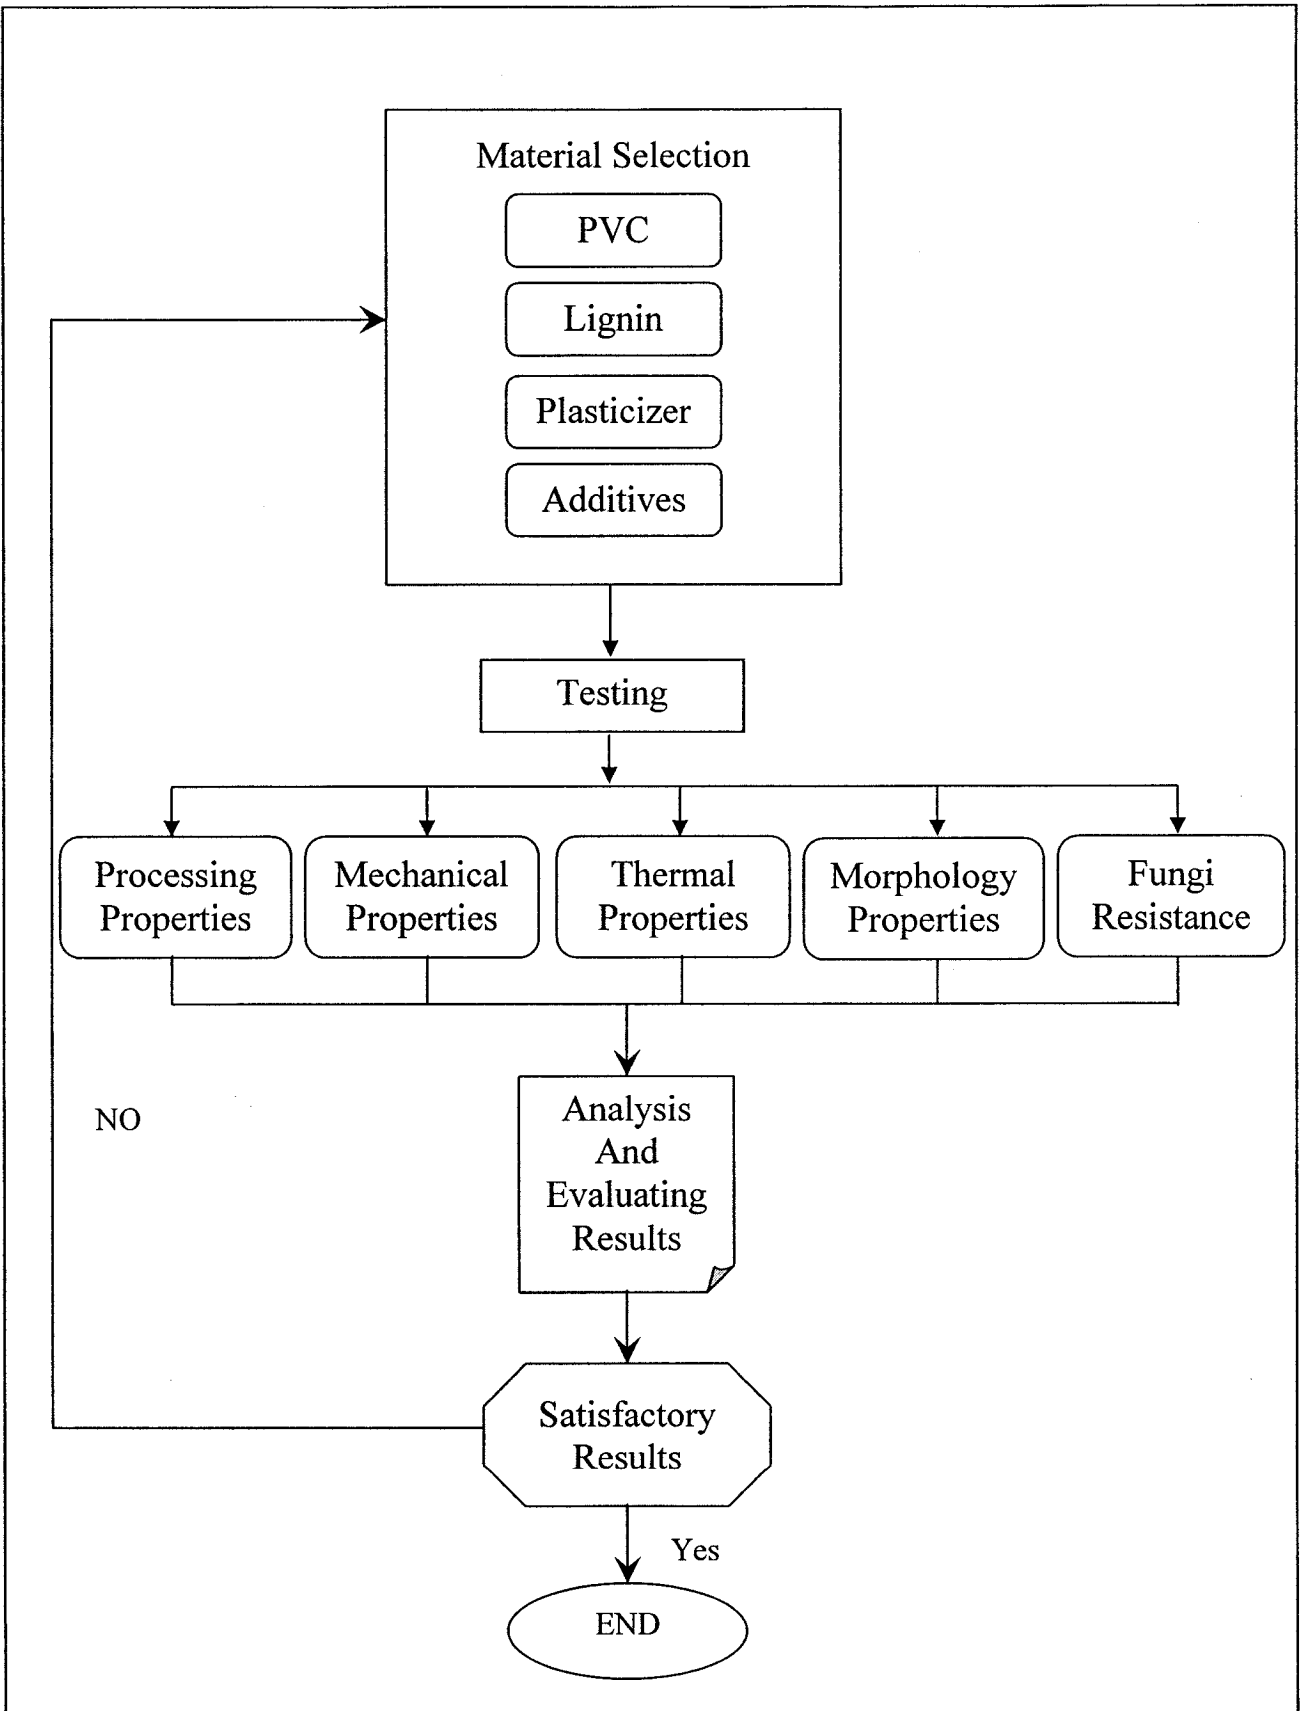 Material Selection
PVC
Lignin
Plasticizer
Additives
Testing
Processing
Properties
Mechanical
Properties
Thermal
Properties
Morphology
Properties
Fungi
Resistance
NO
Analysis
And
Evaluating
Results
Satisfactory
Results
Yes
END